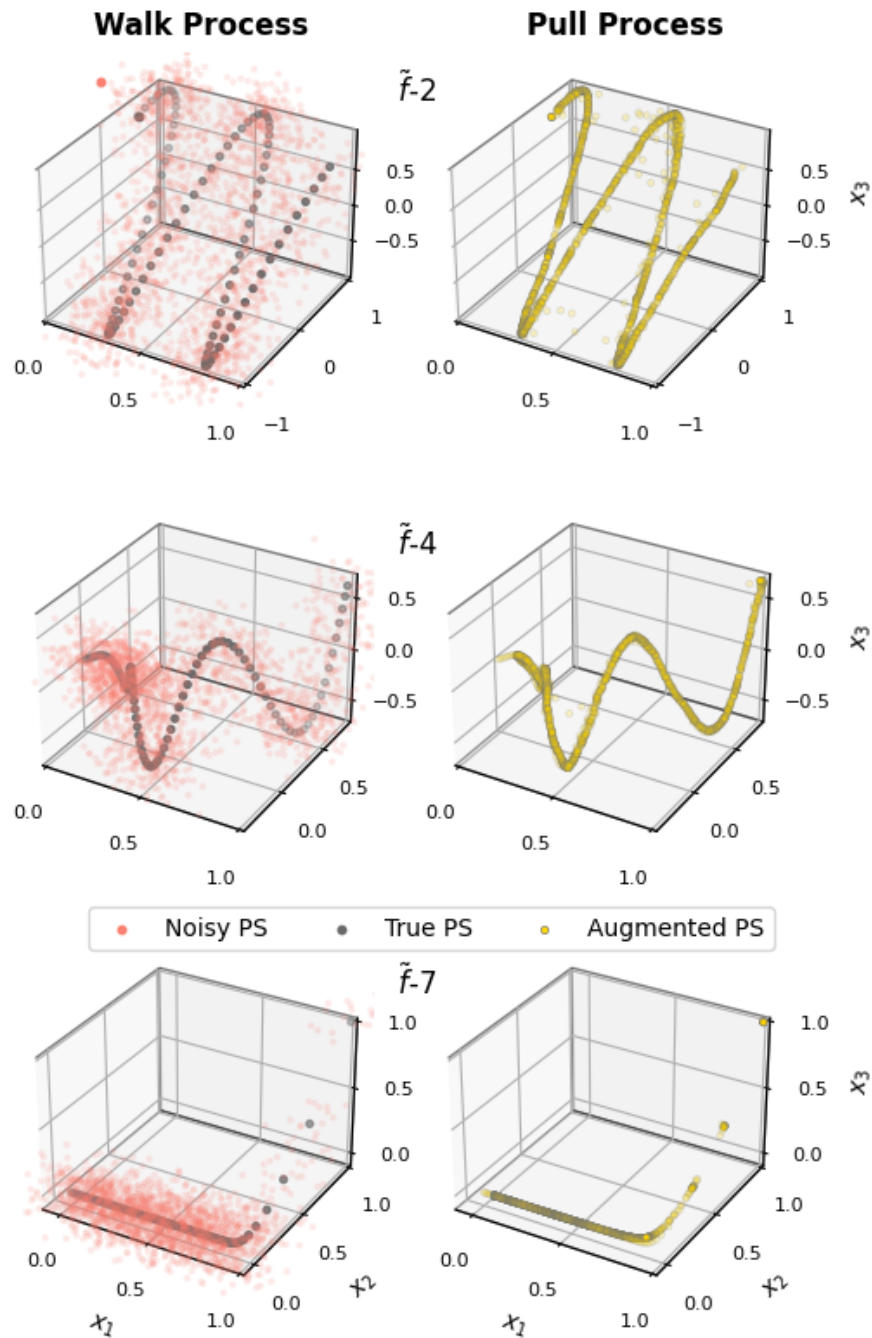 Walk Process Pull Process
f̃-2
0.5 0.5
0.0 0.0 x₃
−0.5 −0.5
1 1
0.0 0 0.0 0
0.5 0.5
1.0 −1 1.0 −1
f̃-4
0.5 0.5
0.0 0.0 x₃
−0.5 −0.5
0.0 0.5 0.0 0.5
0.5 0.0 0.5 0.0
1.0 1.0
Noisy PS True PS Augmented PS
f̃-7
1.0 1.0
0.5 0.5 x₃
0.0 0.0
1.0 1.0
0.0 0.5 0.0 0.5
0.5 0.0 x₂ 0.5 0.0 x₂
x₁ 1.0 x₁ 1.0